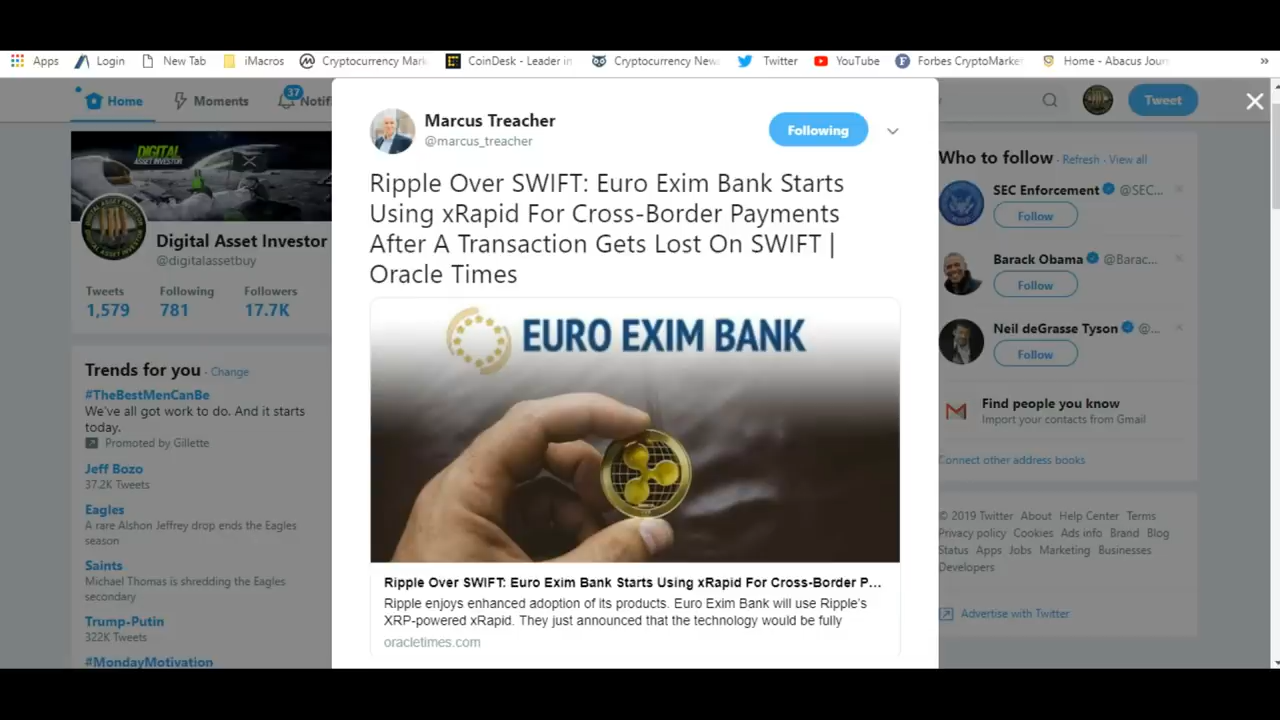 Apps Login New Tab iMacros Cryptocurrency Mark CoinDesk - Leader in Cryptocurrency News Twitter YouTube Forbes CryptoMarke Home - Abacus Journ »
Home Moments 37 Notifi Tweet
DIGITAL
ASSET INVESTOR
Digital Asset Investor
@digitalassetbuy
Tweets Following Followers
1,579 781 17.7K
Trends for you · Change
#TheBestMenCanBe
We've all got work to do. And it starts
today.
Promoted by Gillette
Jeff Bozo
37.2K Tweets
Eagles
A rare Alshon Jeffrey drop ends the Eagles
season
Saints
Michael Thomas is shredding the Eagles
secondary
Trump-Putin
322K Tweets
#MondayMotivation
Marcus Treacher
@marcus_treacher
Following
Ripple Over SWIFT: Euro Exim Bank Starts
Using xRapid For Cross-Border Payments
After A Transaction Gets Lost On SWIFT |
Oracle Times
EURO EXIM BANK
Ripple Over SWIFT: Euro Exim Bank Starts Using xRapid For Cross-Border P...
Ripple enjoys enhanced adoption of its products. Euro Exim Bank will use Ripple's
XRP-powered xRapid. They just announced that the technology would be fully
oracletimes.com
Who to follow · Refresh · View all
SEC Enforcement @SEC...
Follow
Barack Obama @Barac...
Follow
Neil deGrasse Tyson @...
Follow
Find people you know
Import your contacts from Gmail
Connect other address books
© 2019 Twitter About Help Center Terms
Privacy policy Cookies Ads info Brand Blog
Status Apps Jobs Marketing Businesses
Developers
Advertise with Twitter